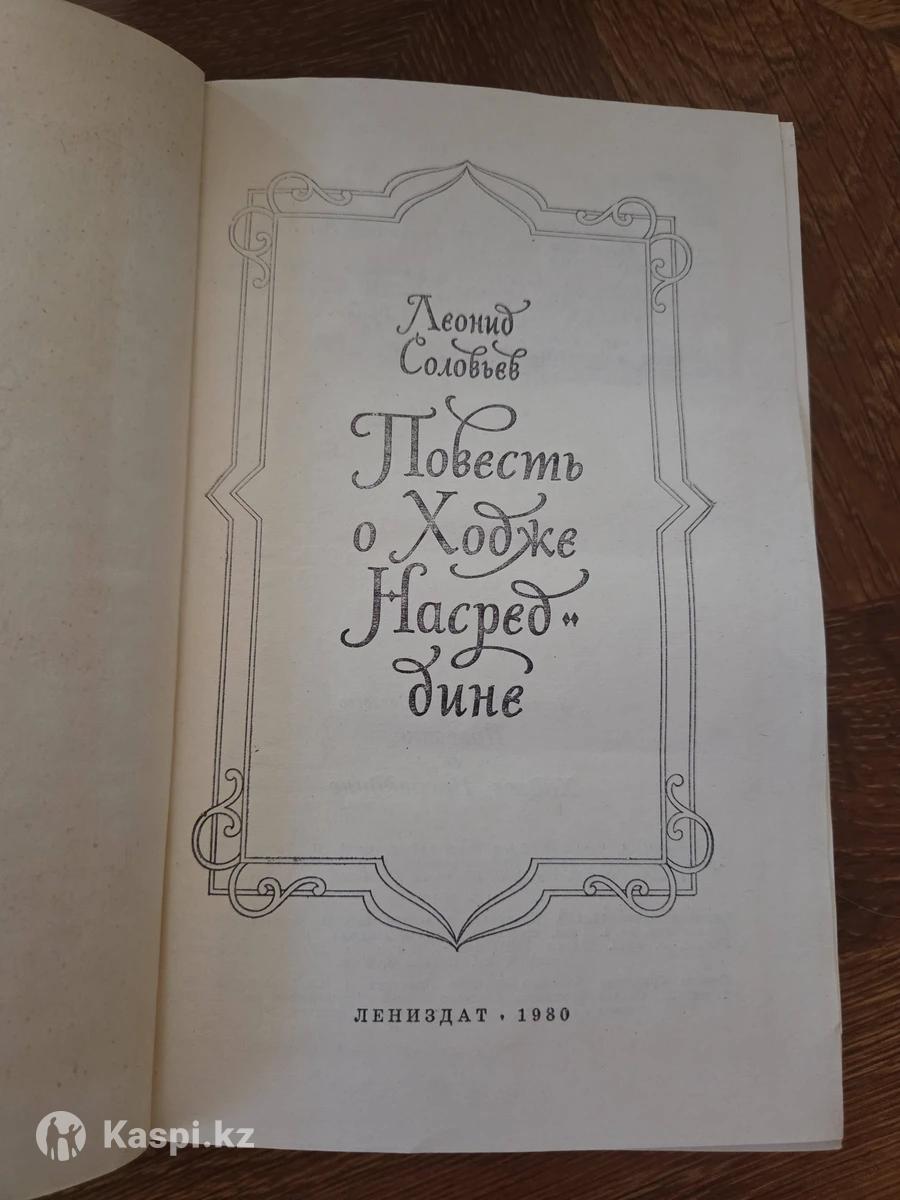 Леонид
Соловьев
Повесть
о Ходже
Насред-
дине
ЛЕНИЗДАТ • 1980
Kaspi.kz